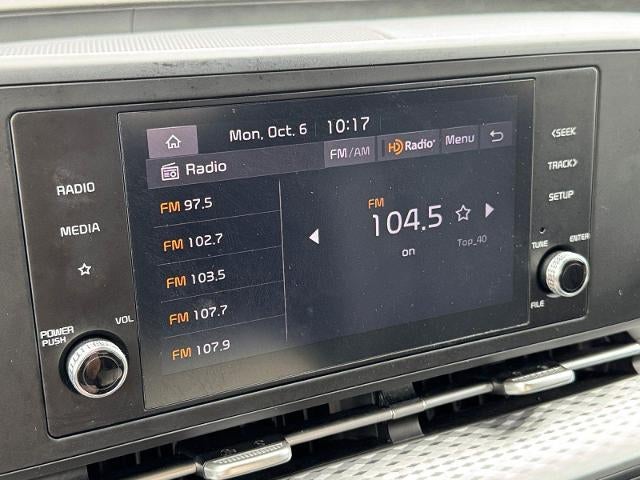 Mon, Oct. 6 10:17
Radio FM/AM HD Radio Menu
FM 97.5
FM 102.7
FM 103.5
FM 107.7
FM 107.9
FM
104.5
on Top_40
RADIO
MEDIA
POWER
PUSH
VOL
<SEEK
TRACK>
SETUP
TUNE
ENTER
FILE